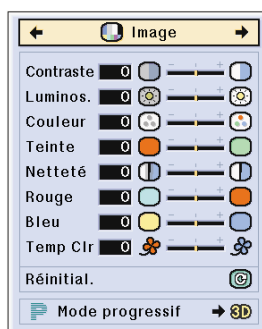 Image
Contraste 0 - +
Luminos. 0 - +
Couleur 0 - +
Teinte 0 - +
Netteté 0 - +
Rouge 0 - +
Bleu 0 - +
Temp Clr 0 - +
Réinitial.
P Mode progressif 3D